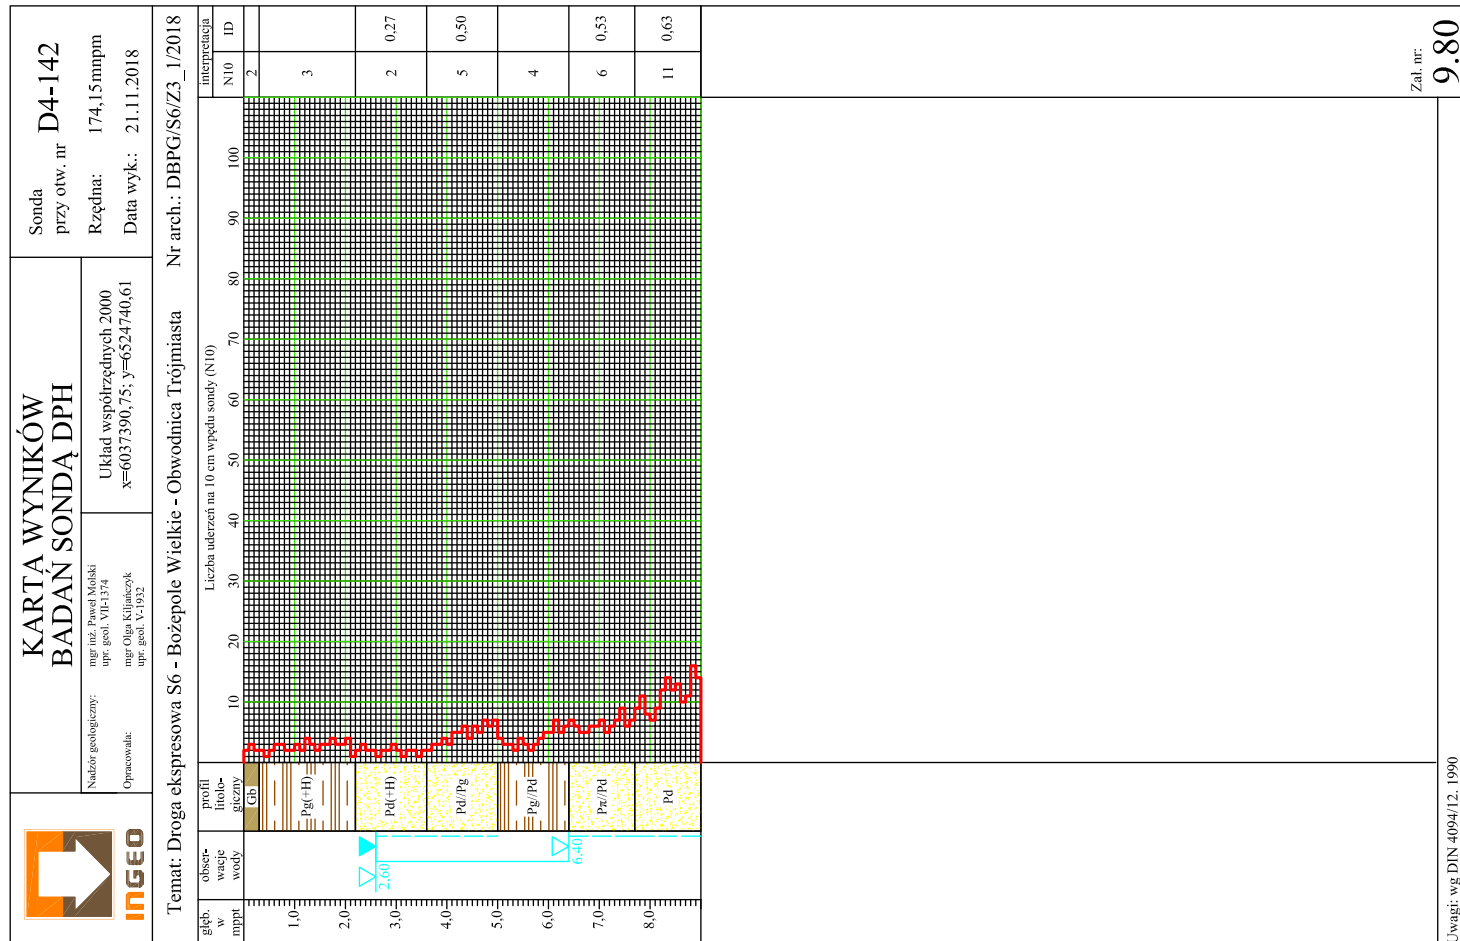 INGEO
KARTA WYNIKÓW
BADAŃ SONDĄ DPH
Nadzór geologiczny:
mgr inż. Paweł Molski
upr. geol. VII-1374
Opracowała:
mgr Olga Kiljańczyk
upr. geol. V-1932
Układ współrzędnych 2000
x=6037390,75; y=6524740,61
Sonda
przy otw. nr D4-142
Rzędna: 174,15mnpm
Data wyk.: 21.11.2018
Temat: Droga ekspresowa S6 - Bożepole Wielkie - Obwodnica Trójmiasta
Nr arch.: DBPG/S6/Z3_1/2018
głęb.
w
mppt
obser-
wacje
wody
profil
litolo-
giczny
Liczba uderzeń na 10 cm wpędu sondy (N10)
10 20 30 40 50 60 70 80 90 100
interpretacja
N10 ID
Gb 2
1,0 Pg(+H) 3
2,0
2,60
3,0 Pd(+H) 2 0,27
4,0
Pd//Pg 5 0,50
5,0
Pg//Pd 4
6,0
6,40
7,0 Pπ//Pd 6 0,53
8,0
Pd 11 0,63
Zał. nr:
9.80
Uwagi: wg DIN 4094/12. 1990